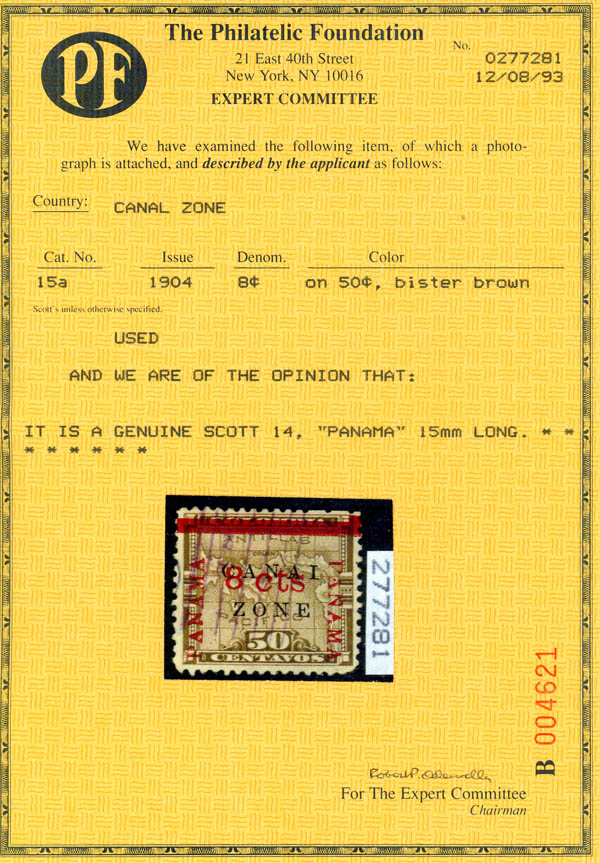 PF
The Philatelic Foundation
21 East 40th Street
New York, NY 10016
EXPERT COMMITTEE
No.
0277281
12/08/93
We have examined the following item, of which a photo-
graph is attached, and described by the applicant as follows:
Country:
CANAL ZONE
Cat. No. Issue Denom. Color
15a 1904 8¢ on 50¢, bister brown
Scott's unless otherwise specified.
USED
AND WE ARE OF THE OPINION THAT:
IT IS A GENUINE SCOTT 14, "PANAMA" 15mm LONG. * *
* * * * * *
ANTILLAS
CANAL
8 cts
ZONE
PANAMA
PANAMA
50
CENTAVOS
277281
B 004621
For The Expert Committee
Chairman